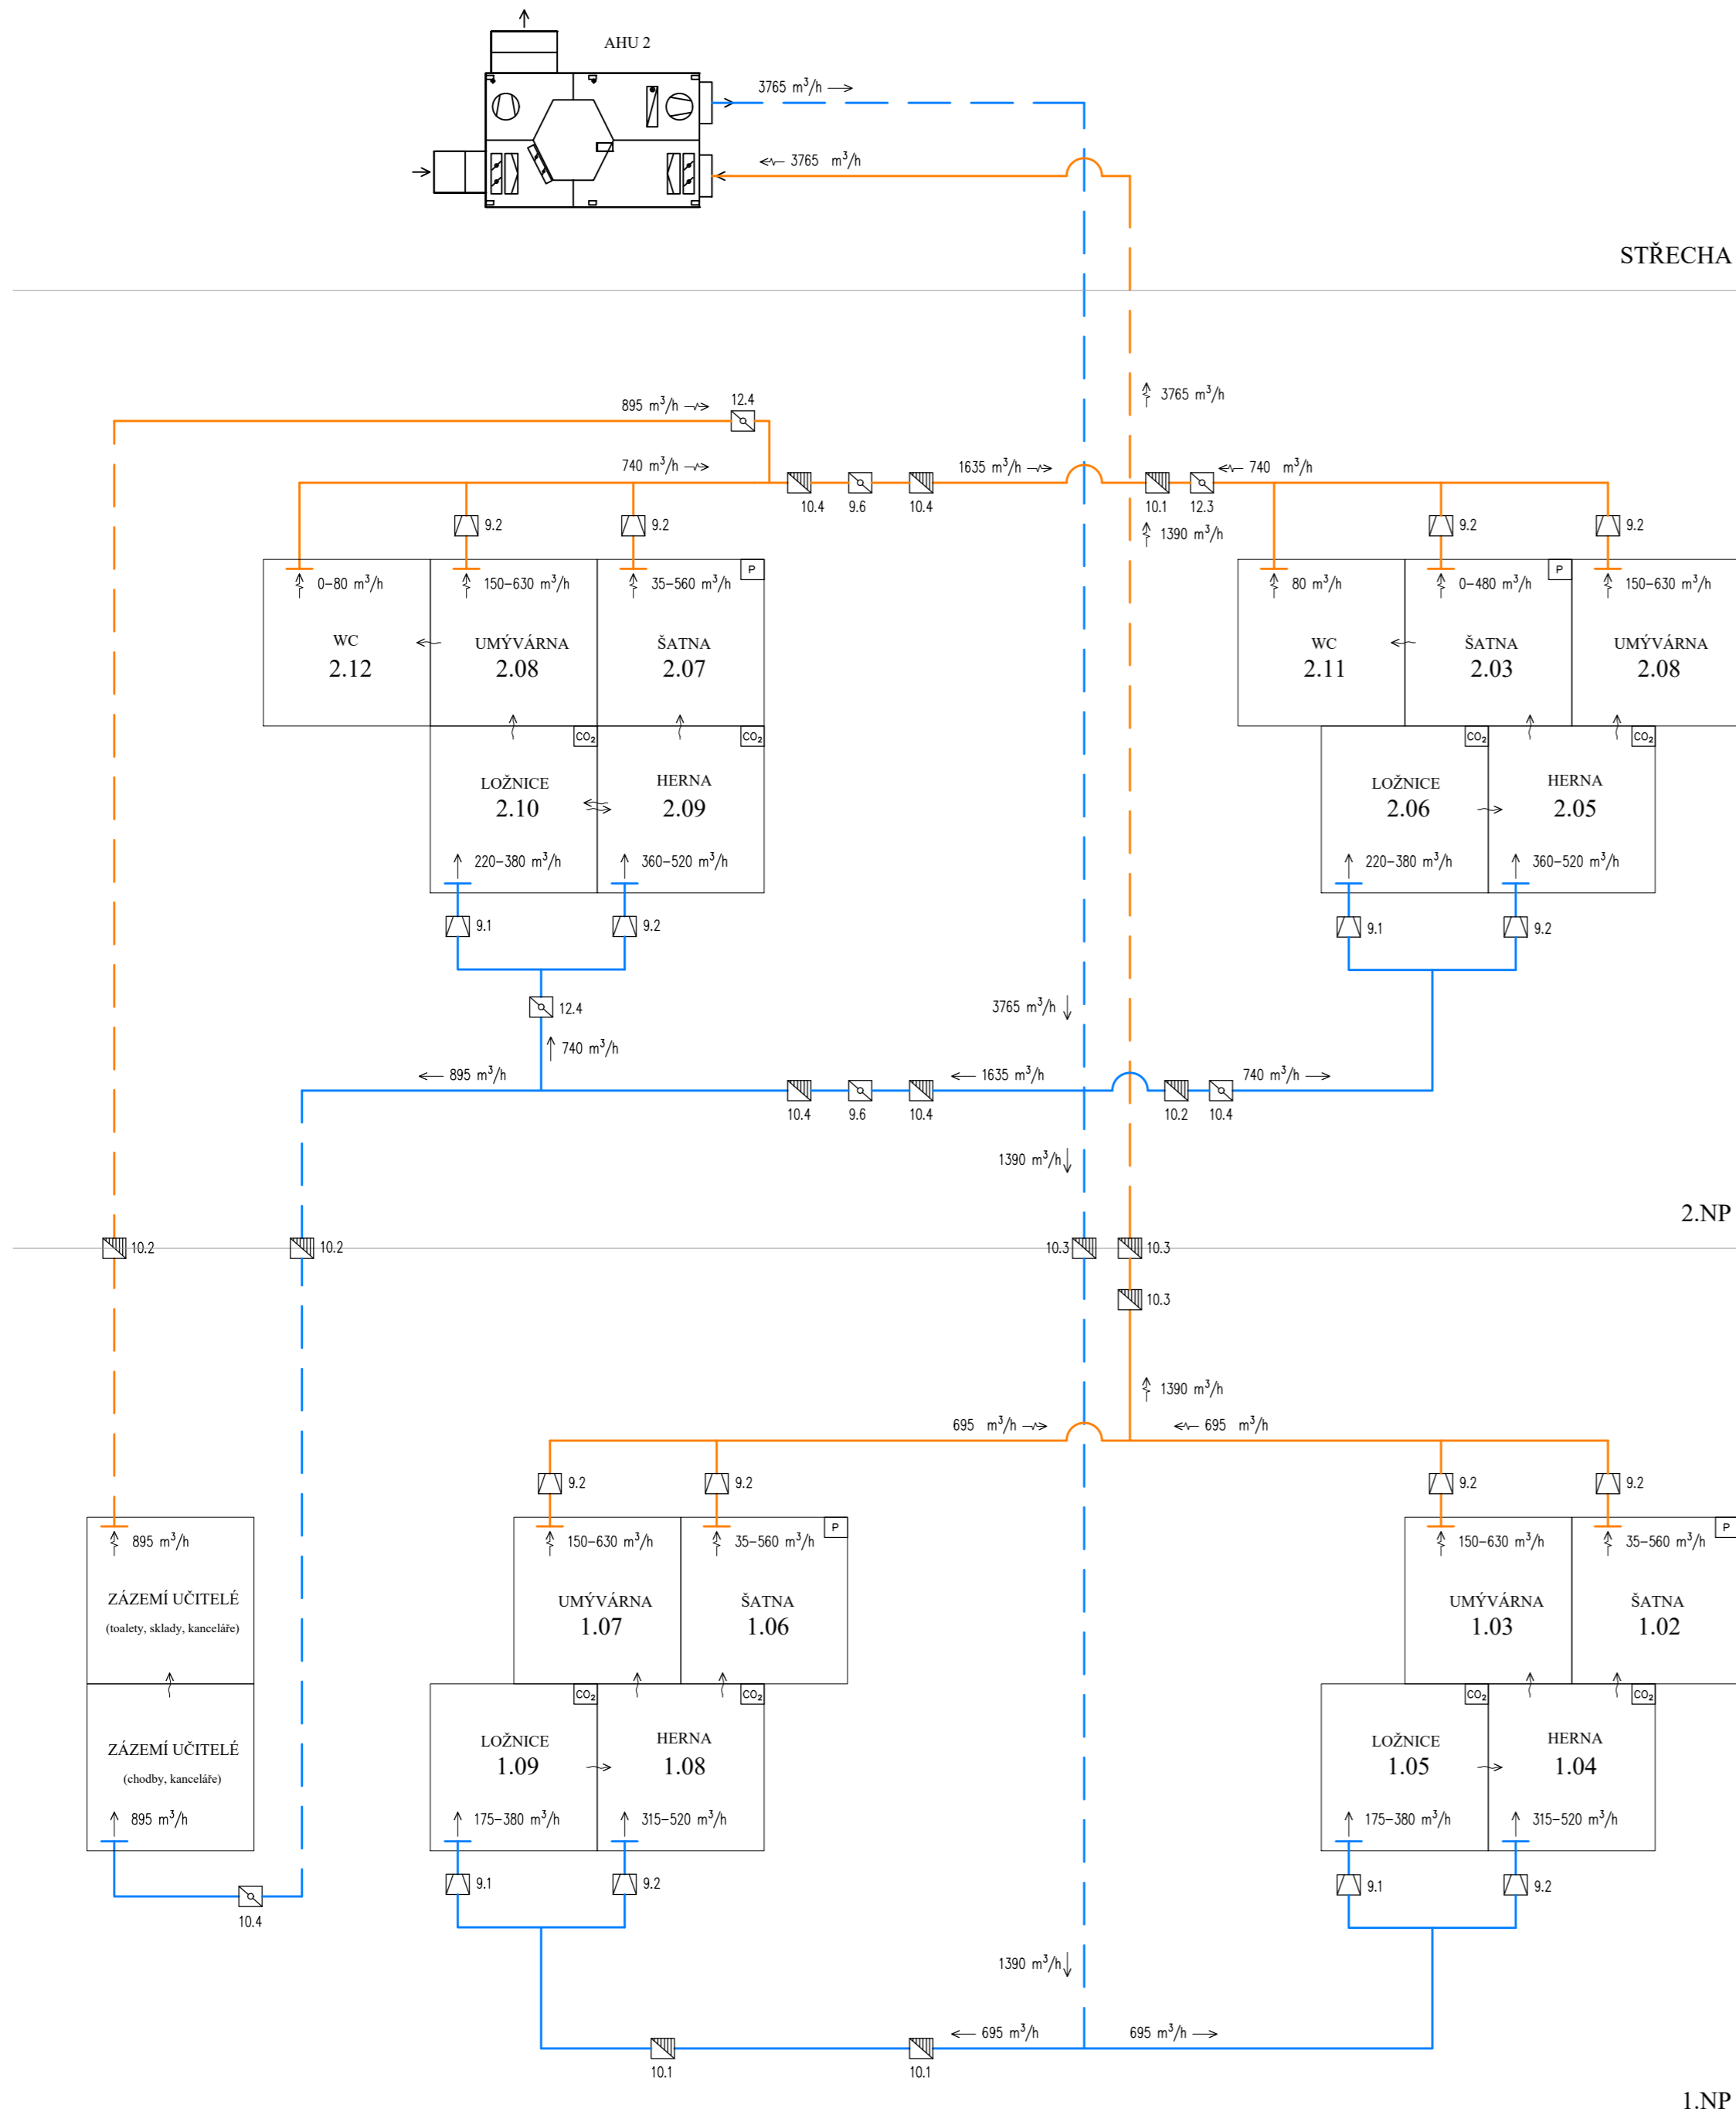 AHU 2
3765 m³/h
3765 m³/h
STŘECHA
3765 m³/h
895 m³/h
12.4
740 m³/h
1635 m³/h
740 m³/h
10.4
9.6
10.4
10.1
12.3
9.2
9.2
1390 m³/h
9.2
9.2
P
P
0-80 m³/h
150-630 m³/h
35-560 m³/h
80 m³/h
0-480 m³/h
150-630 m³/h
WC
2.12
UMÝVÁRNA
2.08
ŠATNA
2.07
WC
2.11
ŠATNA
2.03
UMÝVÁRNA
2.08
CO₂
CO₂
CO₂
CO₂
LOŽNICE
2.10
HERNA
2.09
LOŽNICE
2.06
HERNA
2.05
220-380 m³/h
360-520 m³/h
220-380 m³/h
360-520 m³/h
9.1
9.2
9.1
9.2
12.4
3765 m³/h
740 m³/h
895 m³/h
1635 m³/h
740 m³/h
10.4
9.6
10.4
10.2
10.4
1390 m³/h
2.NP
10.2
10.2
10.3
10.3
10.3
1390 m³/h
695 m³/h
695 m³/h
9.2
9.2
9.2
9.2
P
P
895 m³/h
150-630 m³/h
35-560 m³/h
150-630 m³/h
35-560 m³/h
ZÁZEMÍ UČITELÉ
(toalety, sklady, kanceláře)
UMÝVÁRNA
1.07
ŠATNA
1.06
UMÝVÁRNA
1.03
ŠATNA
1.02
CO₂
CO₂
CO₂
CO₂
ZÁZEMÍ UČITELÉ
(chodby, kanceláře)
LOŽNICE
1.09
HERNA
1.08
LOŽNICE
1.05
HERNA
1.04
895 m³/h
175-380 m³/h
315-520 m³/h
175-380 m³/h
315-520 m³/h
9.1
9.2
9.1
9.2
10.4
1390 m³/h
695 m³/h
695 m³/h
10.1
10.1
1.NP